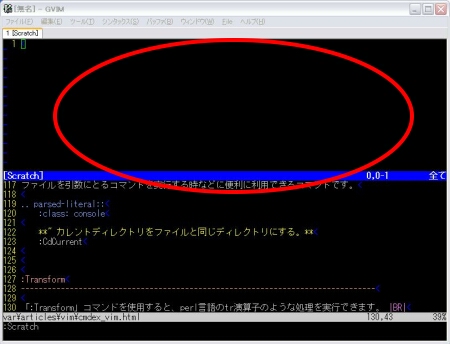 [無名] - GVIM
ファイル(F) 編集(E) ツール(T) シンタックス(S) バッファ(B) ウィンドウ(W) File ヘルプ(H)
1 [Scratch]
1
[Scratch] 0,0-1 全て
117 ファイルを引数にとるコマンドを実行する時などに便利に利用できるコマンドです。<
118 <
119 .. parsed-literal::<
120 :class: console<
121 <
122 **" カレントディレクトリをファイルと同じディレクトリにする。**
123 :CdCurrent<
124 <
125 <
126 <
127 :Transform<
128 --------------------------------------------------------------------------<
129 <
130 「:Transform」コマンドを使用すると、perl言語のtr演算子のような処理を実行できます。 |BR|<
var¥articles¥vim¥cmdex_vim.html 130,43 39%
:Scratch